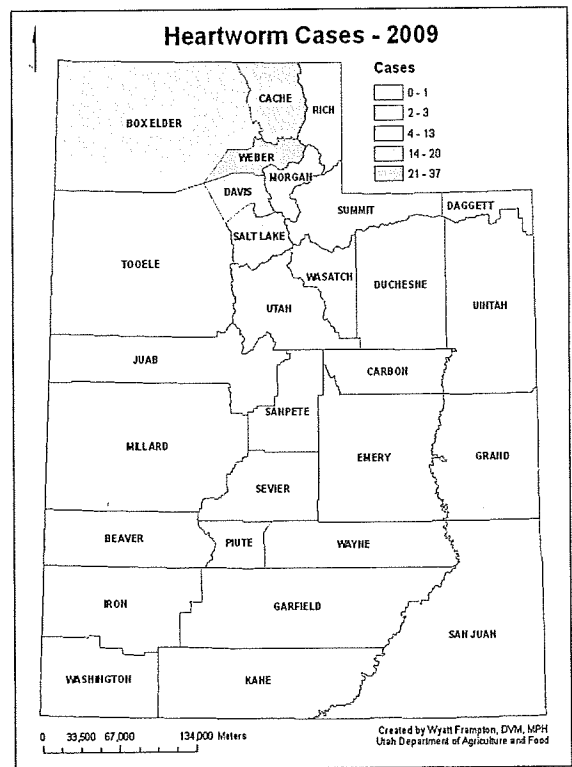 Heartworm Cases - 2009
Cases
0 - 1
2 - 3
4 - 13
14 - 20
21 - 37
CACHE
RICH
BOX ELDER
WEBER
MORGAN
DAVIS
DAGGETT
SUMMIT
SALT LAKE
TOOELE
WASATCH
DUCHESHE
UINTAH
UTAH
JUAB
CARBON
SANPETE
MILLARD
EMERY
GRAND
SEVIER
BEAVER
PIUTE
WAYNE
IRON
GARFIELD
SAN JUAN
WASHINGTON
KANE
0 33,500 67,000 134,000 Meters
Created by Wyatt Frampton, DVM, MPH
Utah Department of Agriculture and Food